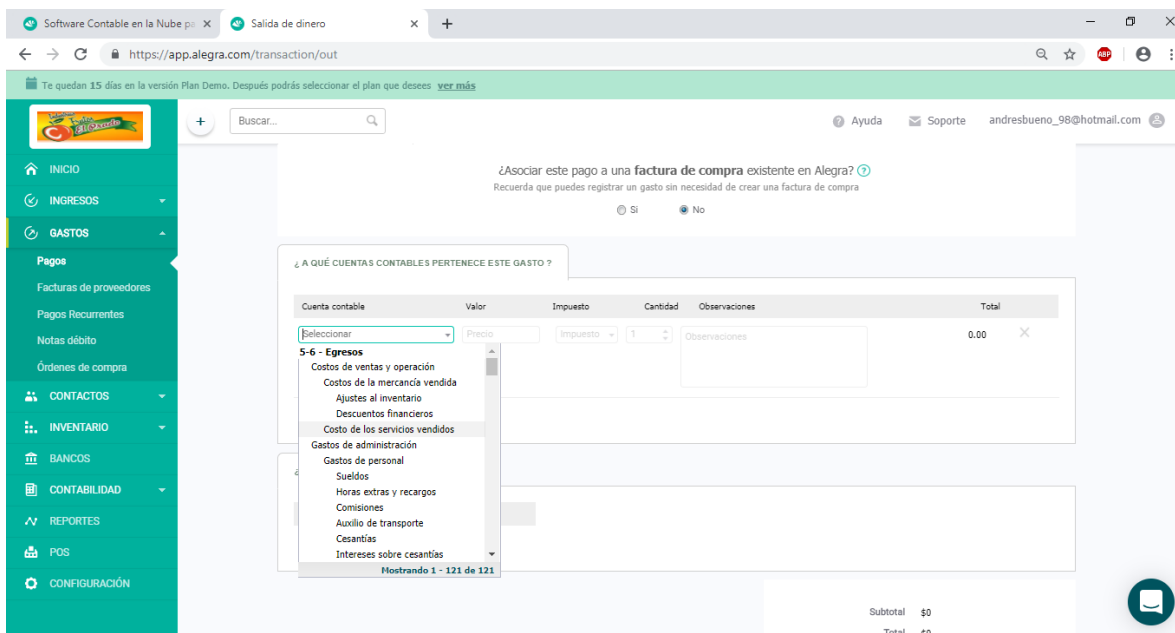 Software Contable en la Nube pa
Salida de dinero
https://app.alegra.com/transaction/out
ABP
Te quedan 15 días en la versión Plan Demo. Después podrás seleccionar el plan que desees ver más
El Prado
Buscar...
Ayuda
Soporte
andresbueno_98@hotmail.com
INICIO
INGRESOS
GASTOS
Pagos
Facturas de proveedores
Pagos Recurrentes
Notas débito
Órdenes de compra
CONTACTOS
INVENTARIO
BANCOS
CONTABILIDAD
REPORTES
POS
CONFIGURACIÓN
¿Asociar este pago a una factura de compra existente en Alegra?
Recuerda que puedes registrar un gasto sin necesidad de crear una factura de compra
Si No
¿ A QUÉ CUENTAS CONTABLES PERTENECE ESTE GASTO ?
Cuenta contable Valor Impuesto Cantidad Observaciones Total
Seleccionar Precio Impuesto 1 Observaciones 0.00
5-6 - Egresos
Costos de ventas y operación
Costos de la mercancía vendida
Ajustes al inventario
Descuentos financieros
Costo de los servicios vendidos
Gastos de administración
Gastos de personal
Sueldos
Horas extras y recargos
Comisiones
Auxilio de transporte
Cesantías
Intereses sobre cesantías
Mostrando 1 - 121 de 121
¿
Subtotal $0
Total $0